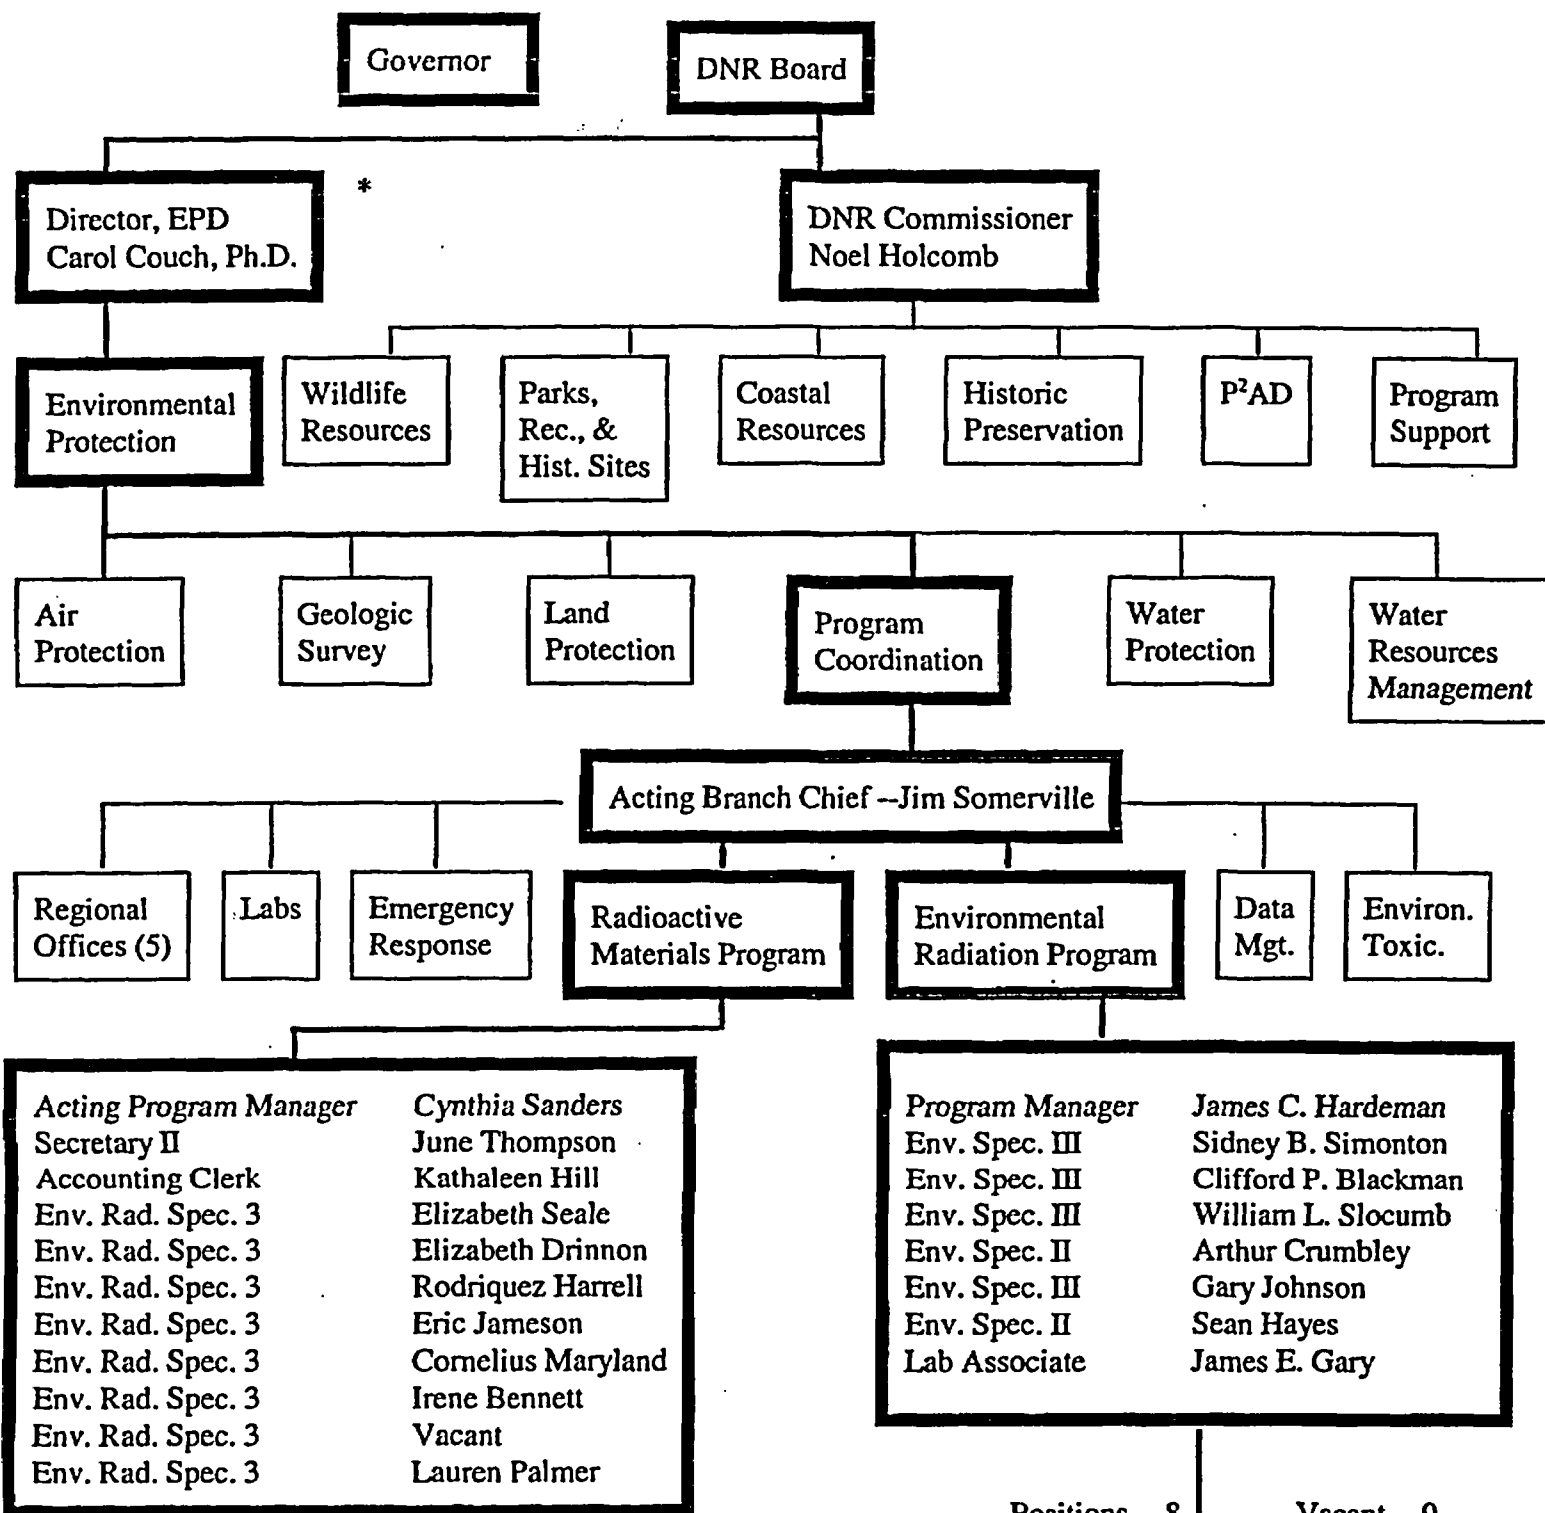 Governor
DNR Board
*
Director, EPD
Carol Couch, Ph.D.
DNR Commissioner
Noel Holcomb
Environmental
Protection
Wildlife
Resources
Parks,
Rec., &
Hist. Sites
Coastal
Resources
Historic
Preservation
P²AD
Program
Support
Air
Protection
Geologic
Survey
Land
Protection
Program
Coordination
Water
Protection
Water
Resources
Management
Acting Branch Chief --Jim Somerville
Regional
Offices (5)
Labs
Emergency
Response
Radioactive
Materials Program
Environmental
Radiation Program
Data
Mgt.
Environ.
Toxic.
Acting Program Manager Cynthia Sanders
Secretary II June Thompson
Accounting Clerk Kathaleen Hill
Env. Rad. Spec. 3 Elizabeth Seale
Env. Rad. Spec. 3 Elizabeth Drinnon
Env. Rad. Spec. 3 Rodriquez Harrell
Env. Rad. Spec. 3 Eric Jameson
Env. Rad. Spec. 3 Cornelius Maryland
Env. Rad. Spec. 3 Irene Bennett
Env. Rad. Spec. 3 Vacant
Env. Rad. Spec. 3 Lauren Palmer
Program Manager James C. Hardeman
Env. Spec. III Sidney B. Simonton
Env. Spec. III Clifford P. Blackman
Env. Spec. III William L. Slocumb
Env. Spec. II Arthur Crumbley
Env. Spec. III Gary Johnson
Env. Spec. II Sean Hayes
Lab Associate James E. Gary
Positions 8 Vacant 0